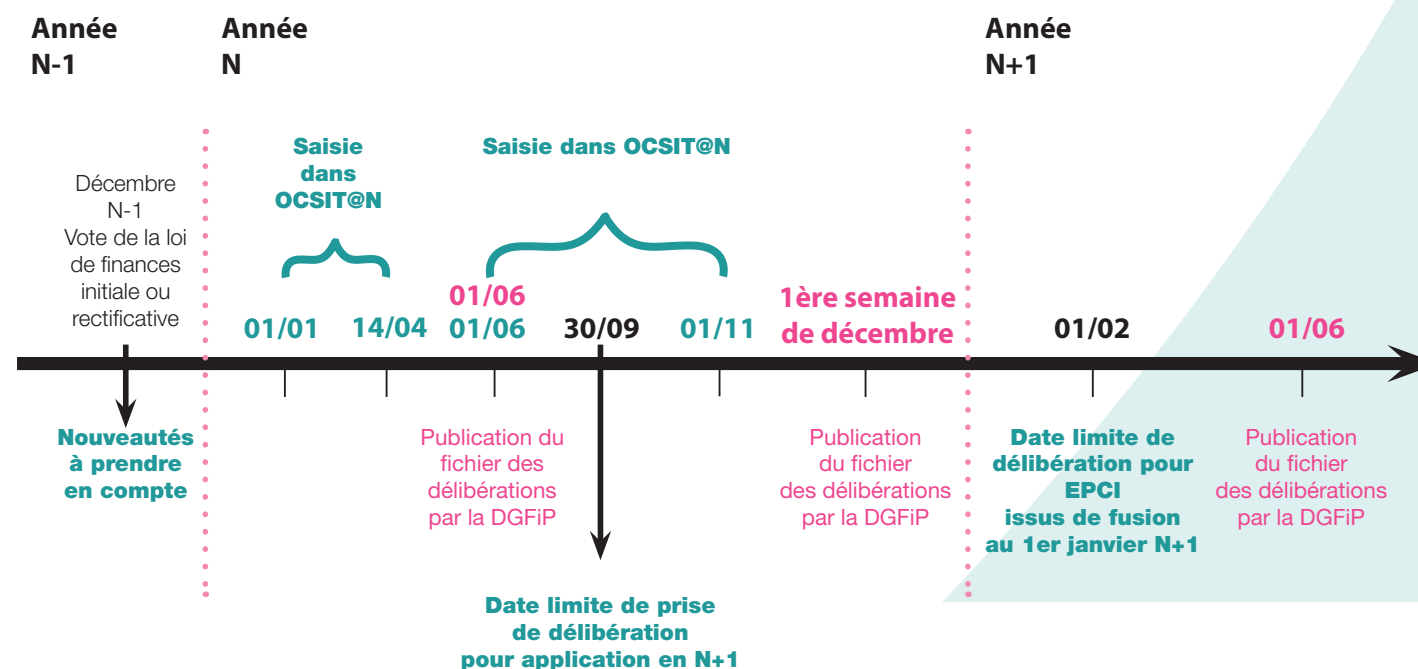 Année
N-1
Année
N
Année
N+1
Saisie
dans
OCSIT@N
Saisie dans OCSIT@N
Décembre
N-1
Vote de la loi
de finances
initiale ou
rectificative
01/01
14/04
01/06
01/06
30/09
01/11
1ère semaine
de décembre
01/02
01/06
Nouveautés
à prendre
en compte
Publication du
fichier des
délibérations
par la DGFiP
Date limite de prise
de délibération
pour application en N+1
Publication
du fichier
des délibérations
par la DGFiP
Date limite de
délibération pour
EPCI
issus de fusion
au 1er janvier N+1
Publication
du fichier
des délibérations
par la DGFiP